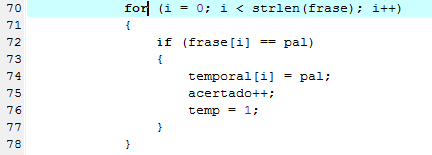 70 for (i = 0; i < strlen(frase); i++)
71 {
72 if (frase[i] == pal)
73 {
74 temporal[i] = pal;
75 acertado++;
76 temp = 1;
77 }
78 }